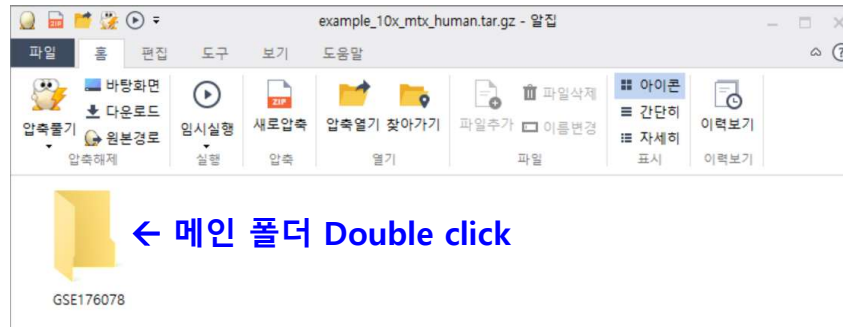 example_10x_mtx_human.tar.gz - 알집
파일 홈 편집 도구 보기 도움말
압축풀기
바탕화면
다운로드
원본경로
압축해제
임시실행
실행
ZIP
새로압축
압축
압축열기 찾아가기
열기
파일추가
파일삭제
이름변경
파일
아이콘
간단히
자세히
표시
이력보기
이력보기
← 메인 폴더 Double click
GSE176078